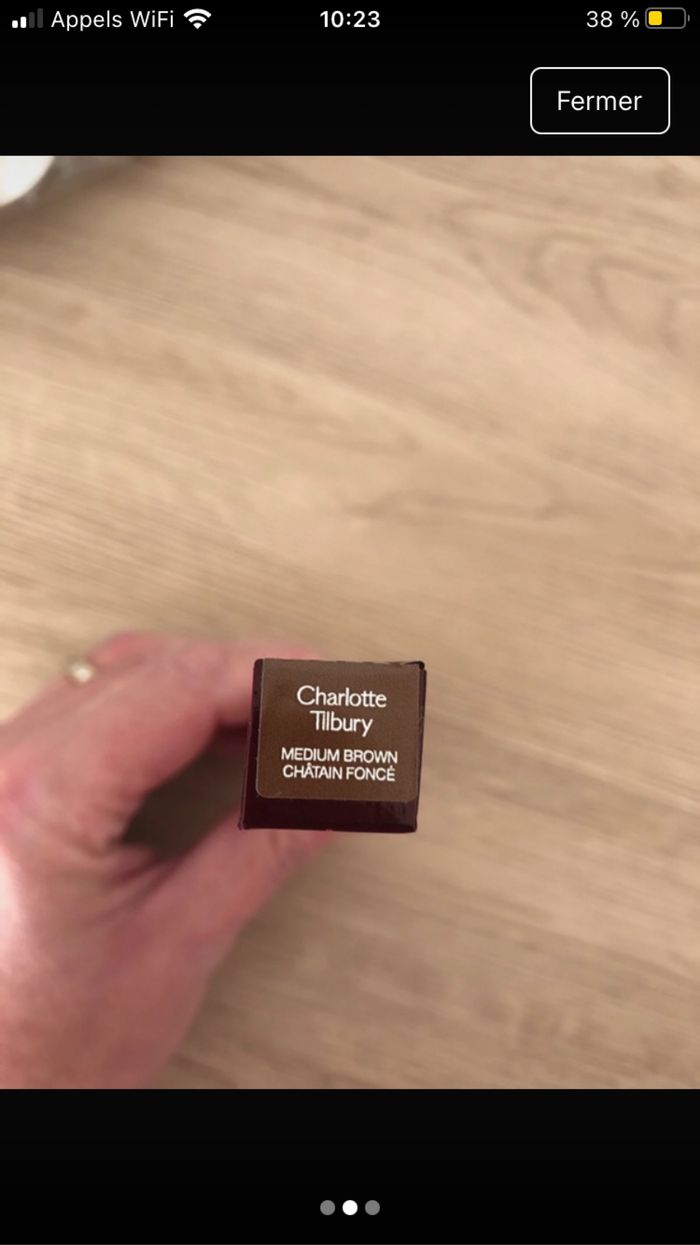 Appels WiFi 10:23 38 %
Fermer
Charlotte
Tilbury
MEDIUM BROWN
CHÂTAIN FONCÉ